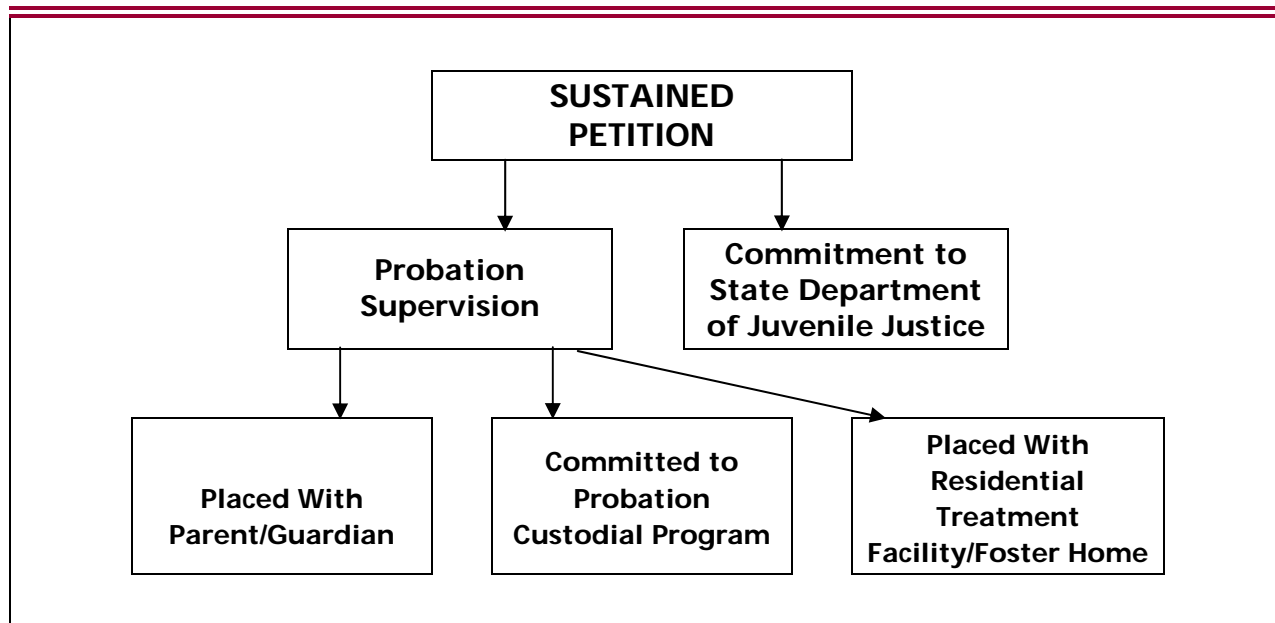 SUSTAINED
PETITION
Probation
Supervision
Commitment to
State Department
of Juvenile Justice
Placed With
Parent/Guardian
Committed to
Probation
Custodial Program
Placed With
Residential
Treatment
Facility/Foster Home